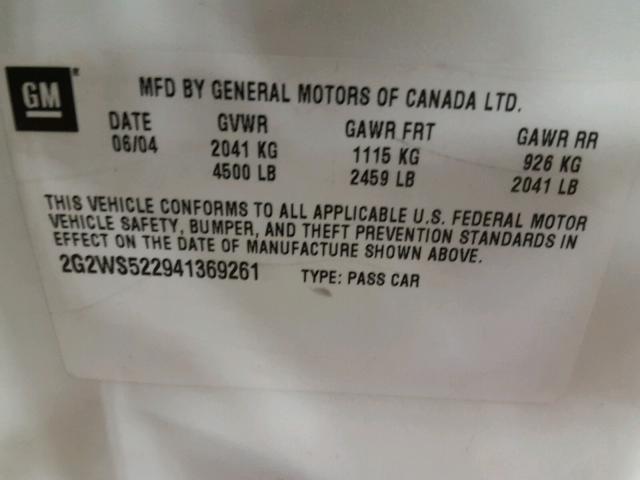 GM
MFD BY GENERAL MOTORS OF CANADA LTD.
DATE GVWR GAWR FRT GAWR RR
06/04 2041 KG 1115 KG 926 KG
4500 LB 2459 LB 2041 LB
THIS VEHICLE CONFORMS TO ALL APPLICABLE U.S. FEDERAL MOTOR
VEHICLE SAFETY, BUMPER, AND THEFT PREVENTION STANDARDS IN
EFFECT ON THE DATE OF MANUFACTURE SHOWN ABOVE.
2G2WS522941369261 TYPE: PASS CAR